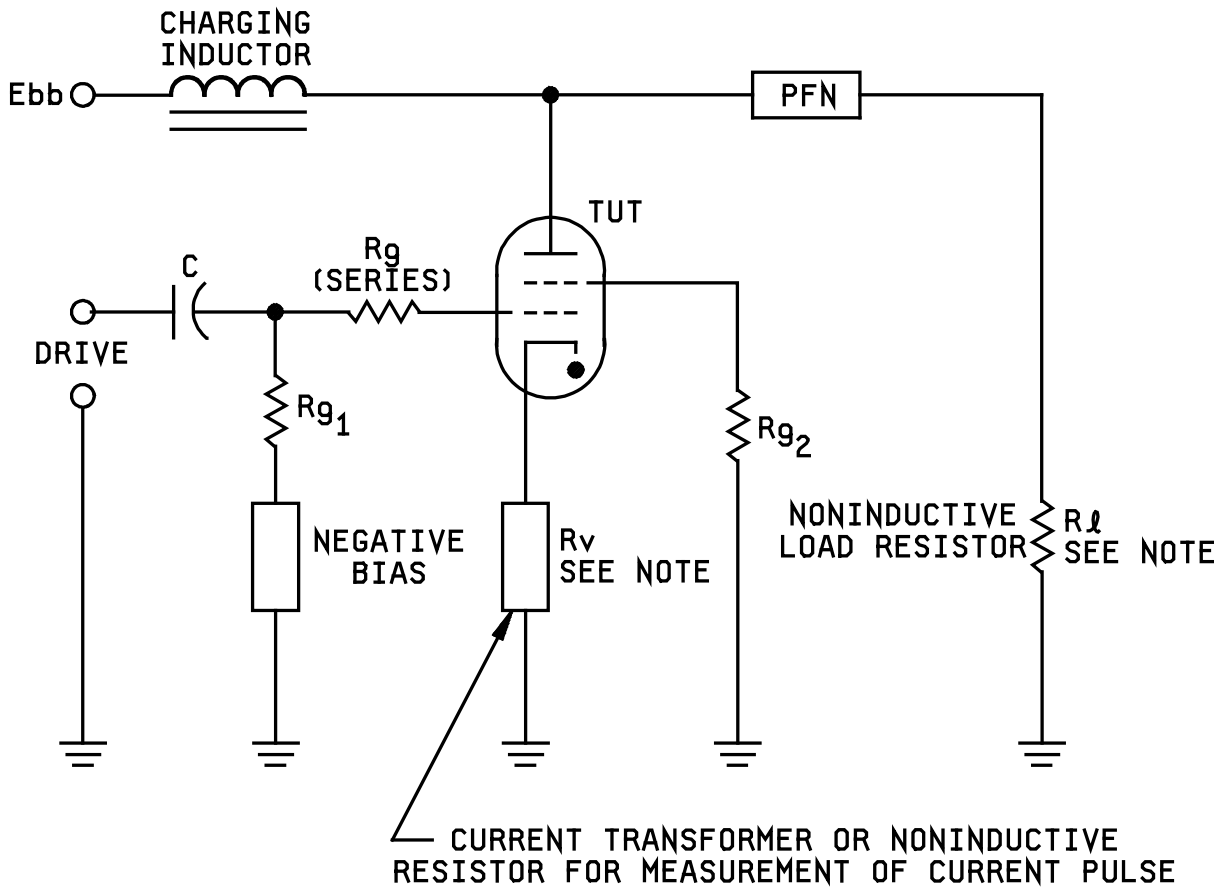 CHARGING
INDUCTOR
Ebb
PFN
TUT
C
Rg
(SERIES)
DRIVE
Rg1
Rg2
NEGATIVE
BIAS
Rv
SEE NOTE
NONINDUCTIVE
LOAD RESISTOR
Rℓ
SEE NOTE
CURRENT TRANSFORMER OR NONINDUCTIVE
RESISTOR FOR MEASUREMENT OF CURRENT PULSE